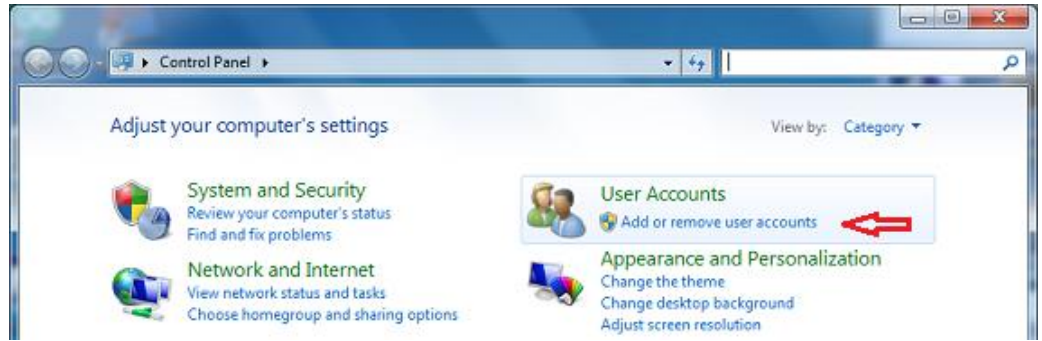 Control Panel
Adjust your computer's settings
View by: Category
System and Security
Review your computer's status
Find and fix problems
User Accounts
Add or remove user accounts
Network and Internet
View network status and tasks
Choose homegroup and sharing options
Appearance and Personalization
Change the theme
Change desktop background
Adjust screen resolution